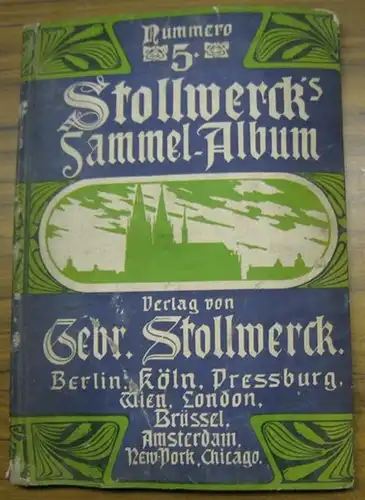 Nummero
5.
Stollwerck's
Sammel-Album
Verlag von
Gebr. Stollwerck.
Berlin, Köln, Pressburg,
Wien, London,
Brüssel,
Amsterdam,
New-York, Chicago.